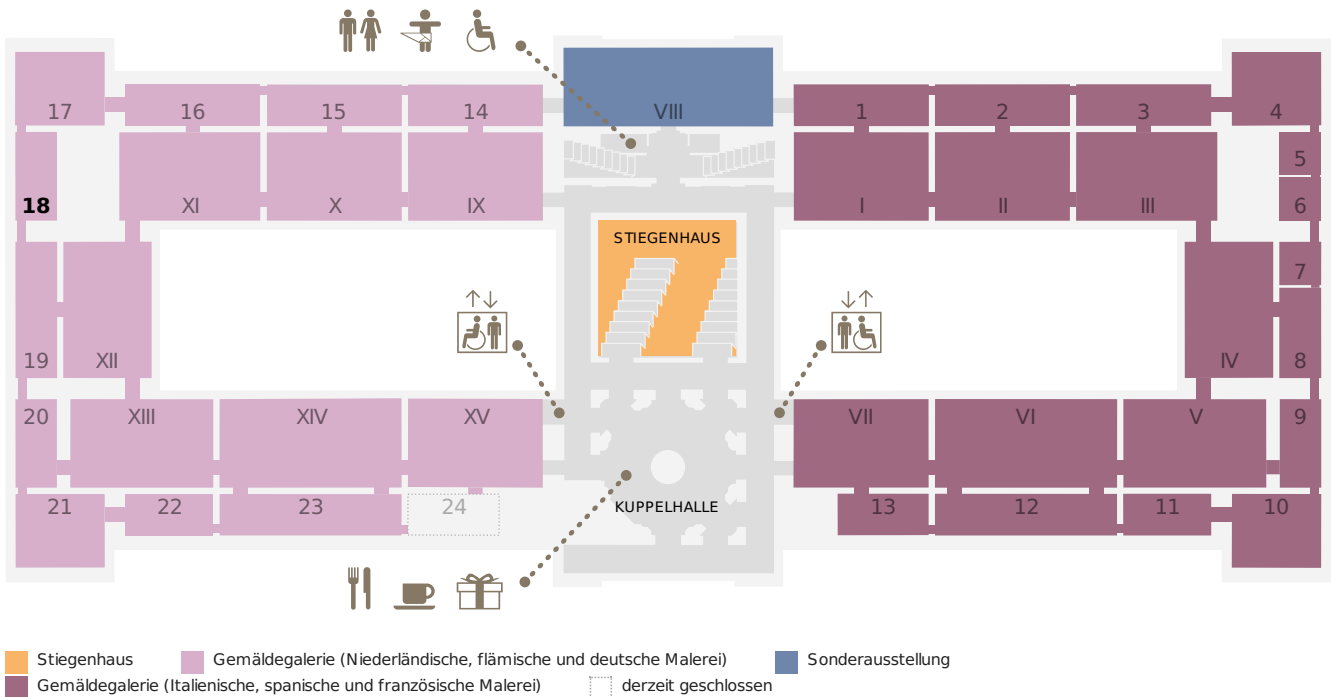 17
16
15
14
VIII
1
2
3
4
5
18
XI
X
IX
I
II
III
6
STIEGENHAUS
7
19
XII
IV
8
20
XIII
XIV
XV
VII
VI
V
9
21
22
23
24
KUPPELHALLE
13
12
11
10
Stiegenhaus
Gemäldegalerie (Niederländische, flämische und deutsche Malerei)
Sonderausstellung
Gemäldegalerie (Italienische, spanische und französische Malerei)
derzeit geschlossen